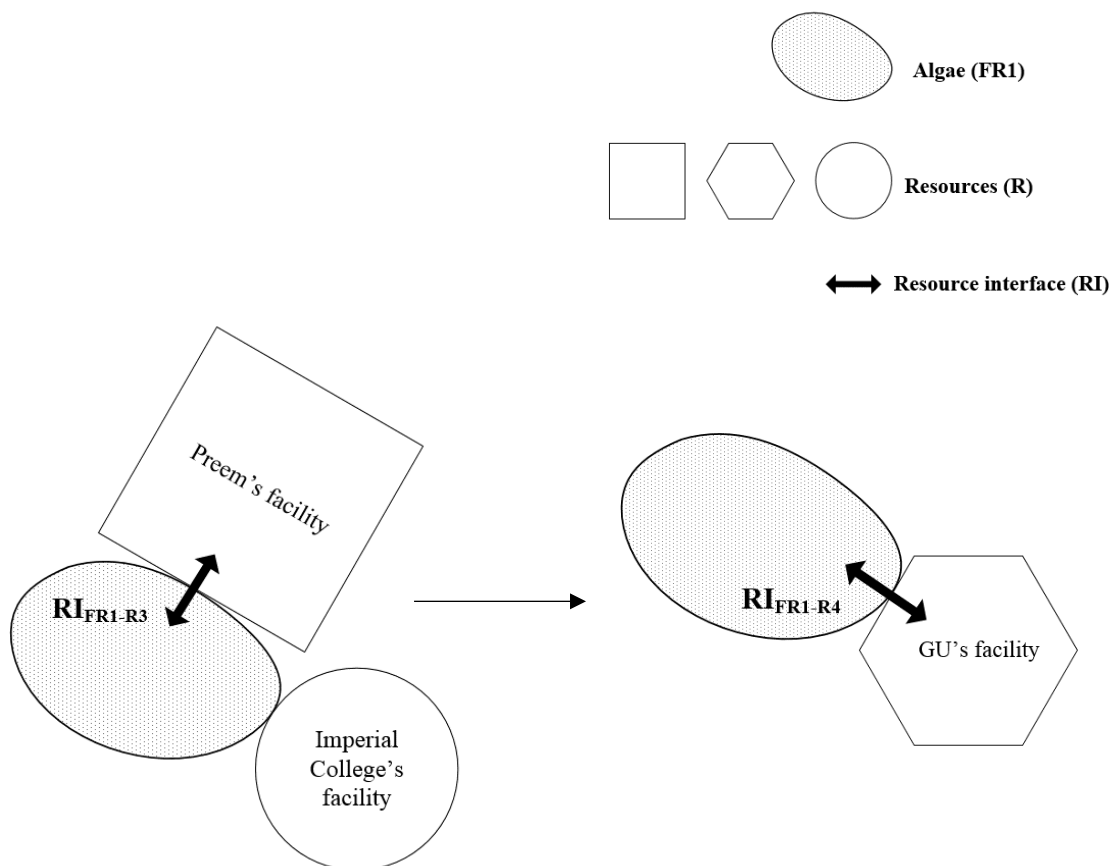 Algae (FR1)
Resources (R)
Resource interface (RI)
Preem’s facility
RIFR1-R3
Imperial
College’s
facility
RIFR1-R4
GU’s facility